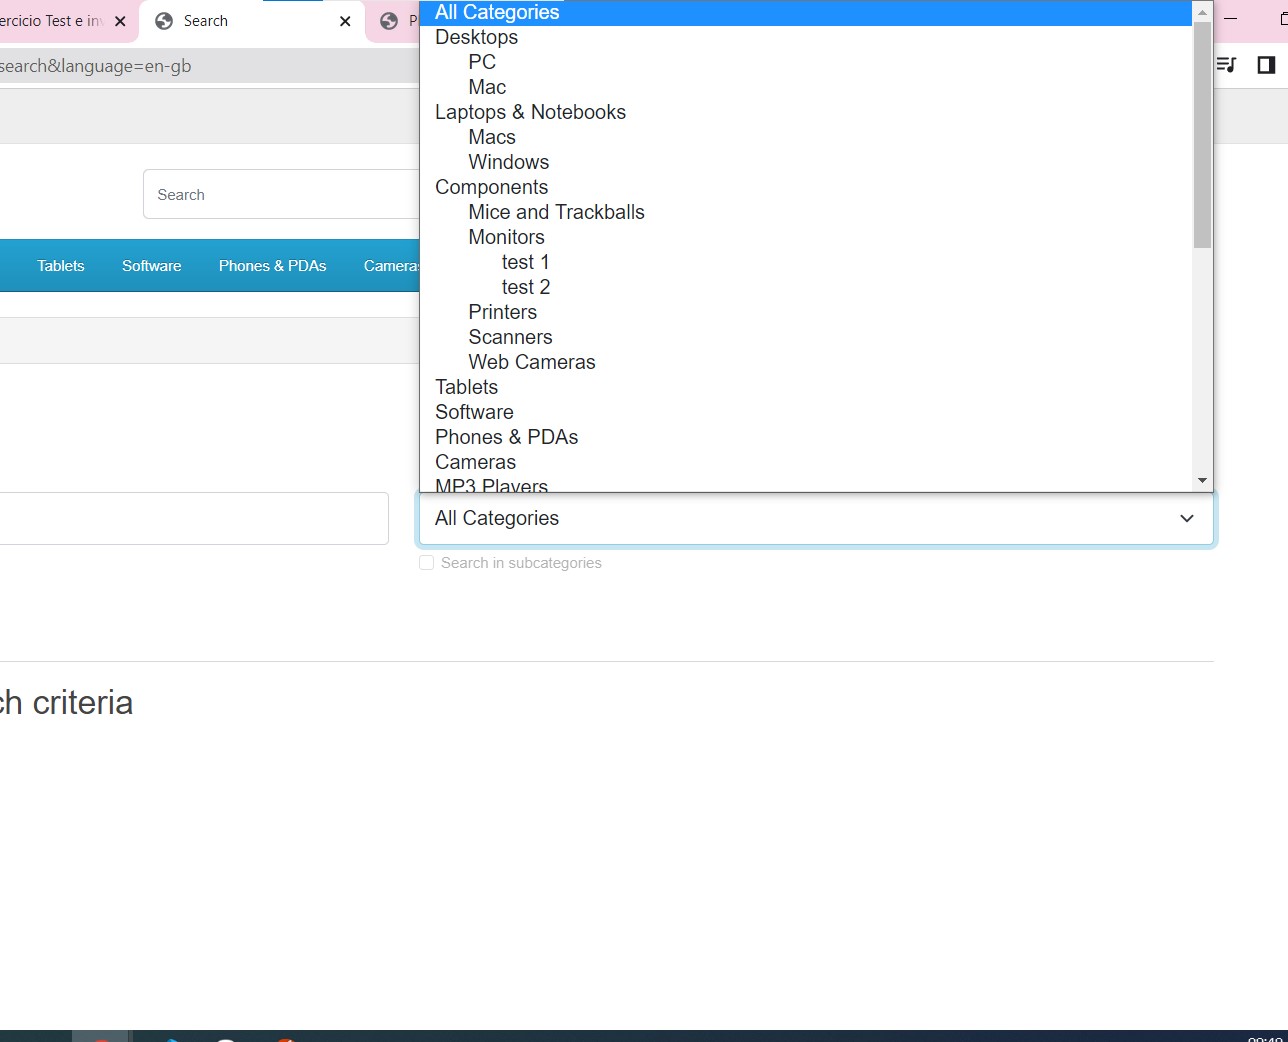 ercicio Test e in
Search
P
search&language=en-gb
Search
Tablets
Software
Phones & PDAs
Cameras
All Categories
Desktops
PC
Mac
Laptops & Notebooks
Macs
Windows
Components
Mice and Trackballs
Monitors
test 1
test 2
Printers
Scanners
Web Cameras
Tablets
Software
Phones & PDAs
Cameras
MP3 Players
All Categories
Search in subcategories
ch criteria